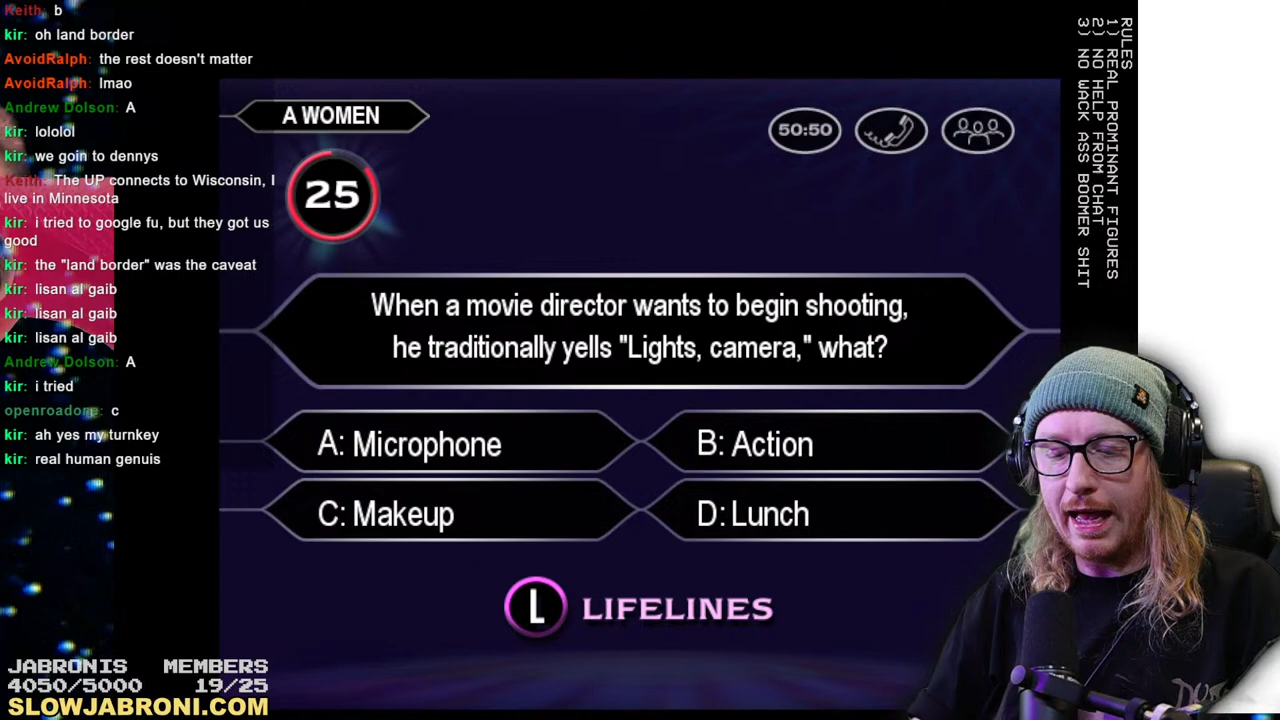 Keith: b
kir: oh land border
AvoidRalph: the rest doesn't matter
AvoidRalph: lmao
Andrew Dolson: A
kir: lololol
kir: we goin to dennys
Keith: The UP connects to Wisconsin, I
live in Minnesota
kir: i tried to google fu, but they got us
good
kir: the "land border" was the caveat
kir: lisan al gaib
kir: lisan al gaib
kir: lisan al gaib
Andrew Dolson: A
kir: i tried
openroadone: c
kir: ah yes my turnkey
kir: real human genuis
A WOMEN
50:50
25
When a movie director wants to begin shooting,
he traditionally yells "Lights, camera," what?
A: Microphone
B: Action
C: Makeup
D: Lunch
L LIFELINES
RULES
1) REAL PROMINANT FIGURES
2) NO HELP FROM CHAT
3) NO WACK ASS BOOMER SHIT
JABRONIS MEMBERS
4050/5000 19/25
SLOWJABRONI.COM